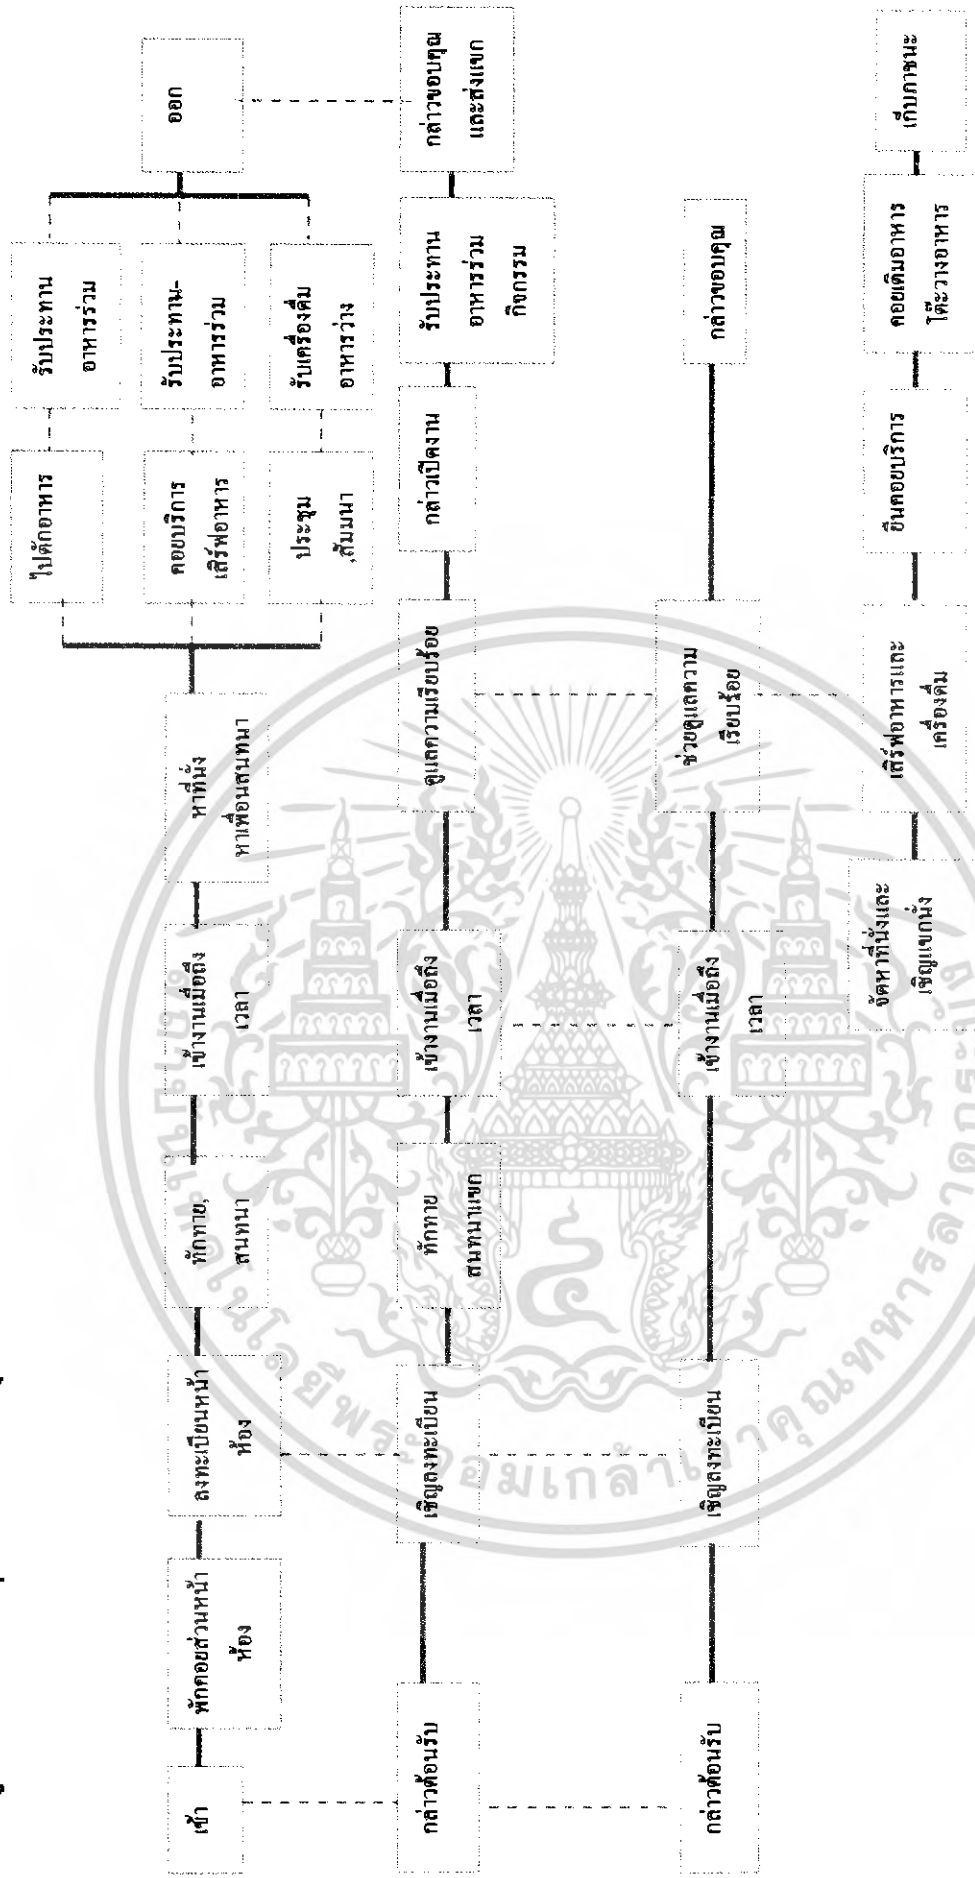 เข้า
พักคอยส่วนหน้า
ห้อง
ลงทะเบียนหน้า
ห้อง
ทักทาย,
สนทนา
เข้างานเมื่อถึง
เวลา
หาที่นั่ง
หาเพื่อนสนทนา
ไปตักอาหาร
รับประทาน
อาหารร่วม
คอยบริการ
เสิร์ฟอาหาร
รับประทาน-
อาหารร่วม
ประชุม
,สัมมนา
รับเครื่องดื่ม
อาหารว่าง
ออก
กล่าวต้อนรับ
เชิญลงทะเบียน
ทักทาย
สนทนาแขก
เข้างานเมื่อถึง
เวลา
ดูแลความเรียบร้อย
กล่าวเปิดงาน
รับประทาน
อาหารร่วม
กิจกรรม
กล่าวขอบคุณ
และส่งแขก
กล่าวต้อนรับ
เชิญลงทะเบียน
เข้างานเมื่อถึง
เวลา
ช่วยดูแลความ
เรียบร้อย
กล่าวขอบคุณ
จัดหาที่นั่งและ
เชิญแขกนั่ง
เสิร์ฟอาหารและ
เครื่องดื่ม
ยืนคอยบริการ
คอยเติมอาหาร
โต๊ะวางอาหาร
เก็บภาชนะ